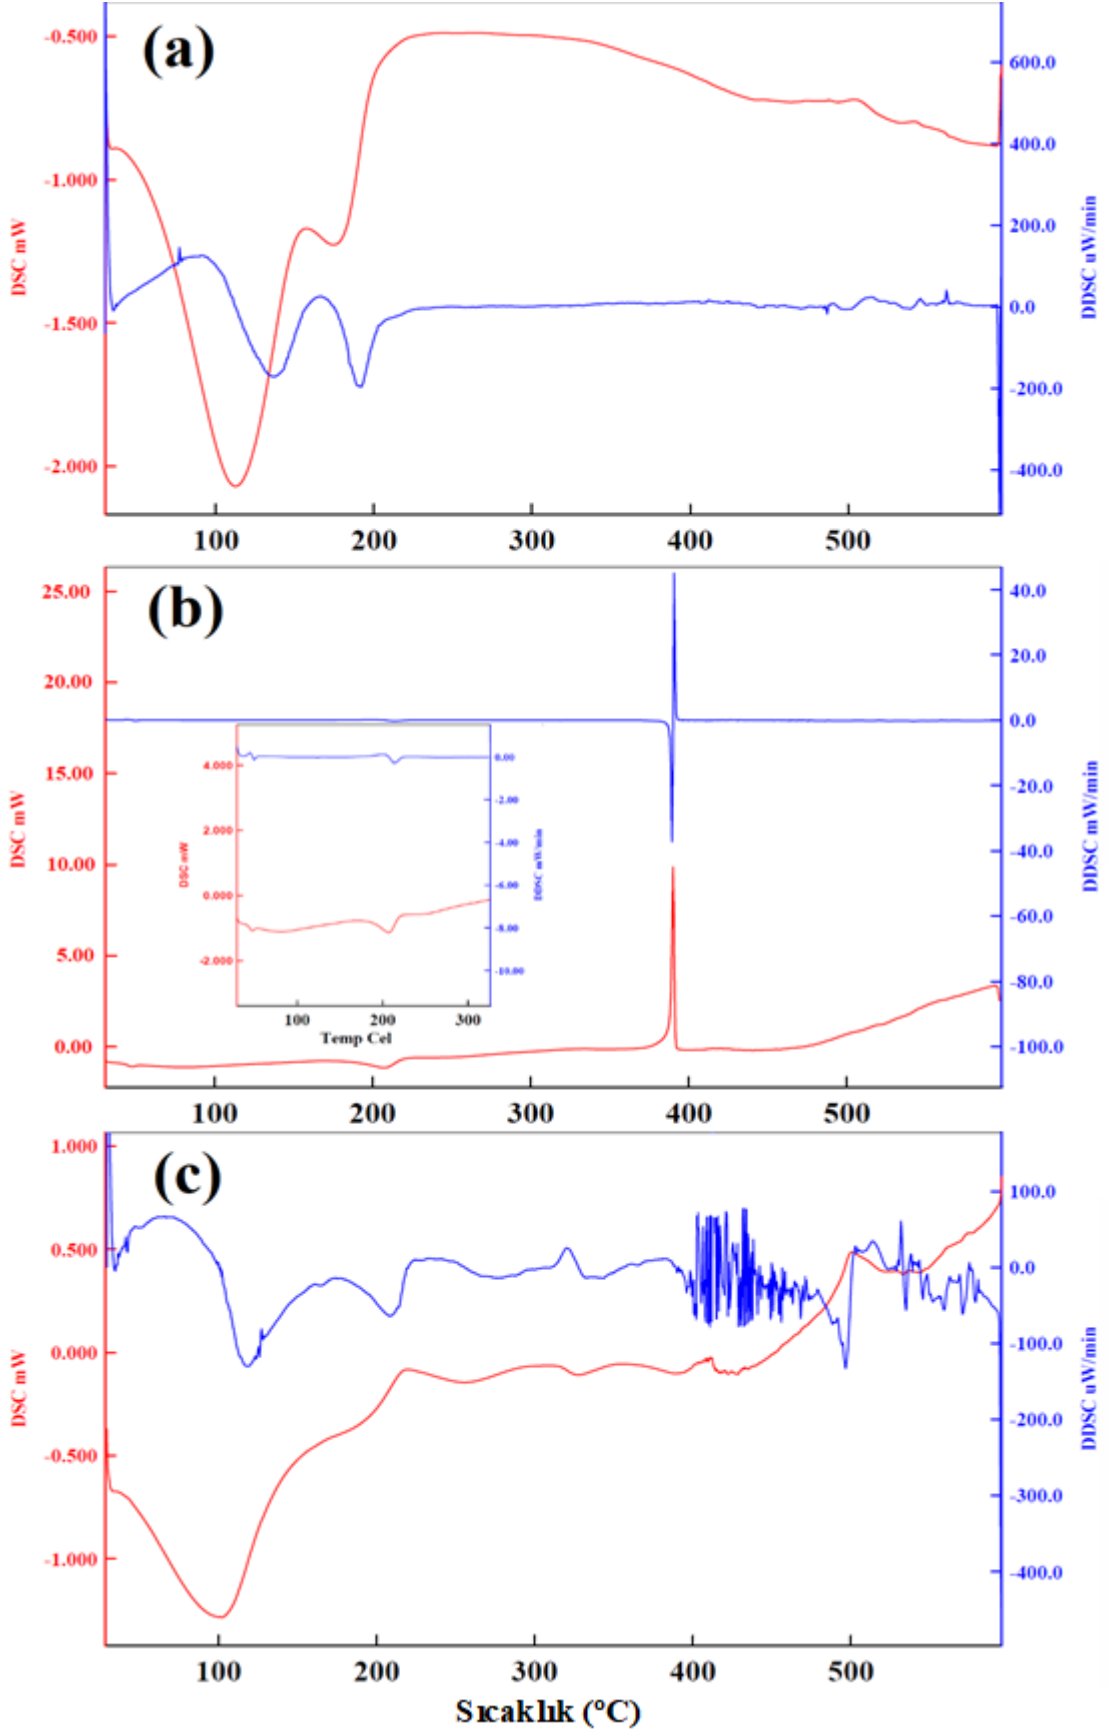 (a)
-0.500
-1.000
-1.500
-2.000
DSC mW
600.0
400.0
200.0
0.0
-200.0
-400.0
DDSC uW/min
100 200 300 400 500
(b)
25.00
20.00
15.00
10.00
5.00
0.00
DSC mW
40.0
20.0
0.0
-20.0
-40.0
-60.0
-80.0
-100.0
DDSC mW/min
4.000
2.000
0.000
-2.000
DSC mW
0.00
-2.00
-4.00
-6.00
-8.00
-10.00
DDSC mW/min
100 200 300
Temp Cel
100 200 300 400 500
(c)
1.000
0.500
0.000
-0.500
-1.000
DSC mW
100.0
0.0
-100.0
-200.0
-300.0
-400.0
DDSC uW/min
100 200 300 400 500
Sıcaklık (°C)